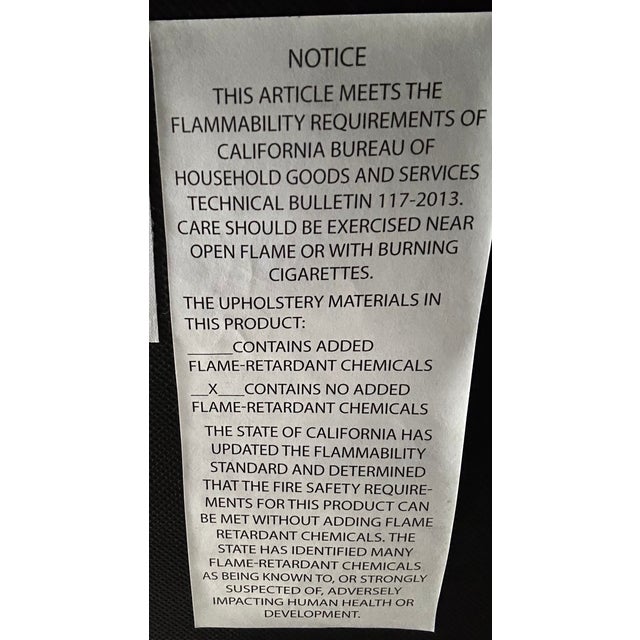 NOTICE
THIS ARTICLE MEETS THE
FLAMMABILITY REQUIREMENTS OF
CALIFORNIA BUREAU OF
HOUSEHOLD GOODS AND SERVICES
TECHNICAL BULLETIN 117-2013.
CARE SHOULD BE EXERCISED NEAR
OPEN FLAME OR WITH BURNING
CIGARETTES.
THE UPHOLSTERY MATERIALS IN
THIS PRODUCT:
_____CONTAINS ADDED
FLAME-RETARDANT CHEMICALS
__X___CONTAINS NO ADDED
FLAME-RETARDANT CHEMICALS
THE STATE OF CALIFORNIA HAS
UPDATED THE FLAMMABILITY
STANDARD AND DETERMINED
THAT THE FIRE SAFETY REQUIRE-
MENTS FOR THIS PRODUCT CAN
BE MET WITHOUT ADDING FLAME
RETARDANT CHEMICALS. THE
STATE HAS IDENTIFIED MANY
FLAME-RETARDANT CHEMICALS
AS BEING KNOWN TO, OR STRONGLY
SUSPECTED OF, ADVERSELY
IMPACTING HUMAN HEALTH OR
DEVELOPMENT.